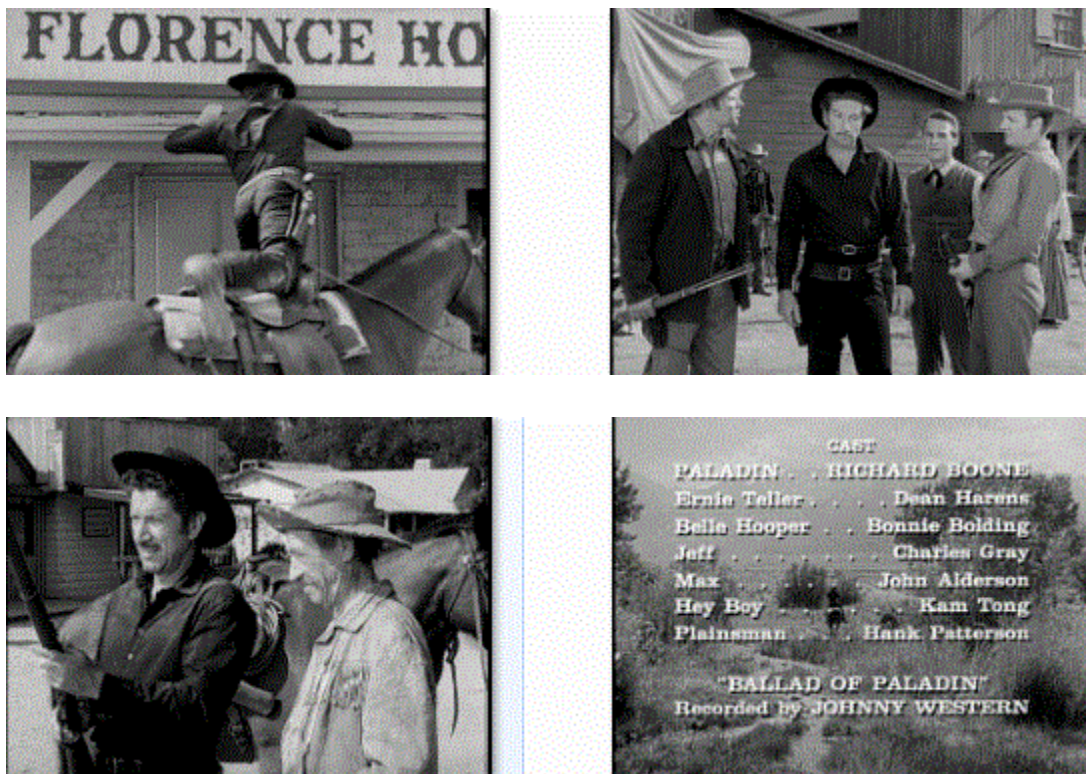 FLORENCE HO
CAST
PALADIN . . RICHARD BOONE
Ernie Teller . . . . Dean Harens
Belle Hooper . . Bonnie Bolding
Jeff . . . . . . . Charles Gray
Max . . . . . . John Alderson
Hey Boy . . . . . . Kam Tong
Plainsman . . . . Hank Patterson
"BALLAD OF PALADIN"
Recorded by JOHNNY WESTERN